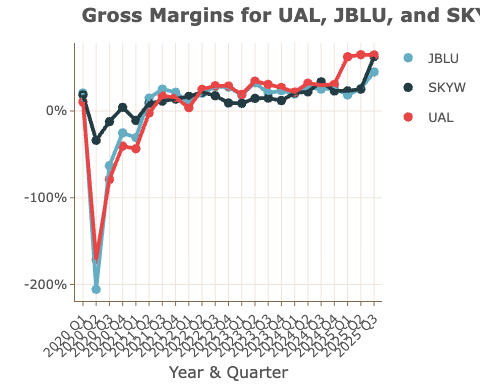 Gross Margins for UAL, JBLU, and SKY
JBLU
SKYW
UAL
0%
-100%
-200%
2020 Q1
2020 Q2
2020 Q3
2020 Q4
2021 Q1
2021 Q2
2021 Q3
2021 Q4
2022 Q1
2022 Q2
2022 Q3
2022 Q4
2023 Q1
2023 Q2
2023 Q3
2023 Q4
2024 Q1
2024 Q2
2024 Q3
2024 Q4
2025 Q1
2025 Q2
2025 Q3
Year & Quarter